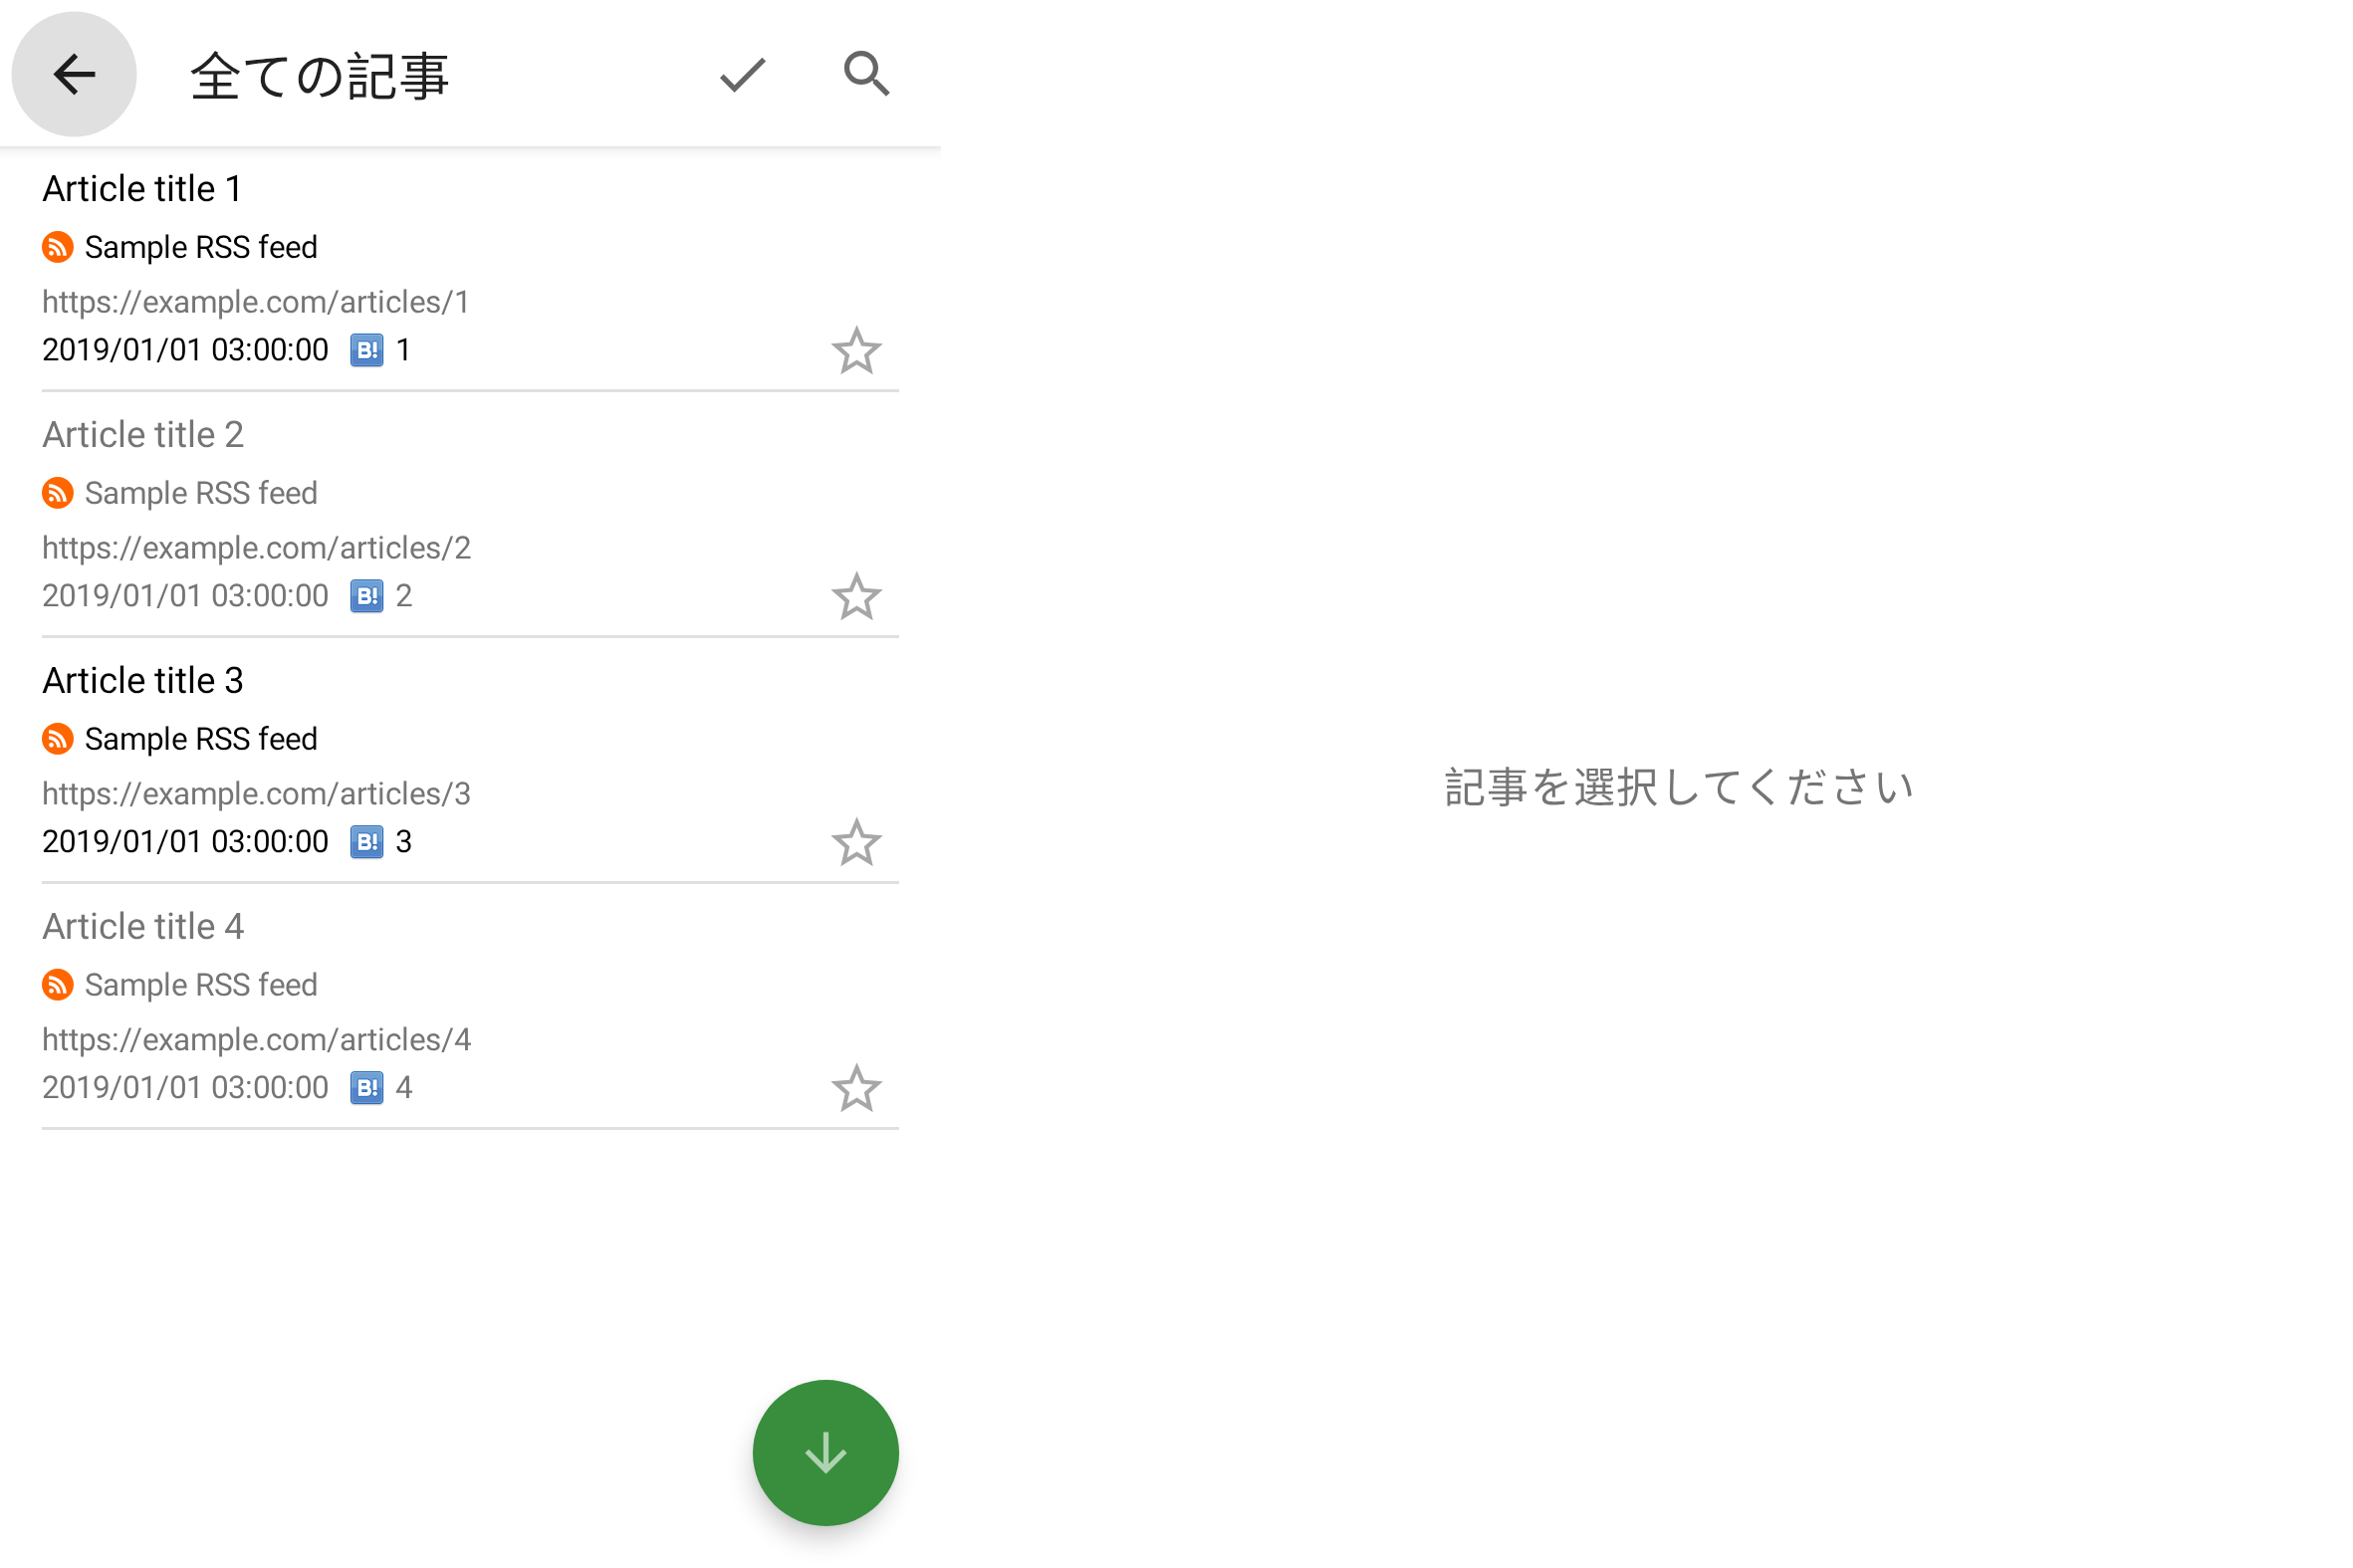 全ての記事
Article title 1
Sample RSS feed
https://example.com/articles/1
2019/01/01 03:00:00 B! 1
Article title 2
Sample RSS feed
https://example.com/articles/2
2019/01/01 03:00:00 B! 2
Article title 3
Sample RSS feed
https://example.com/articles/3
2019/01/01 03:00:00 B! 3
Article title 4
Sample RSS feed
https://example.com/articles/4
2019/01/01 03:00:00 B! 4
記事を選択してください